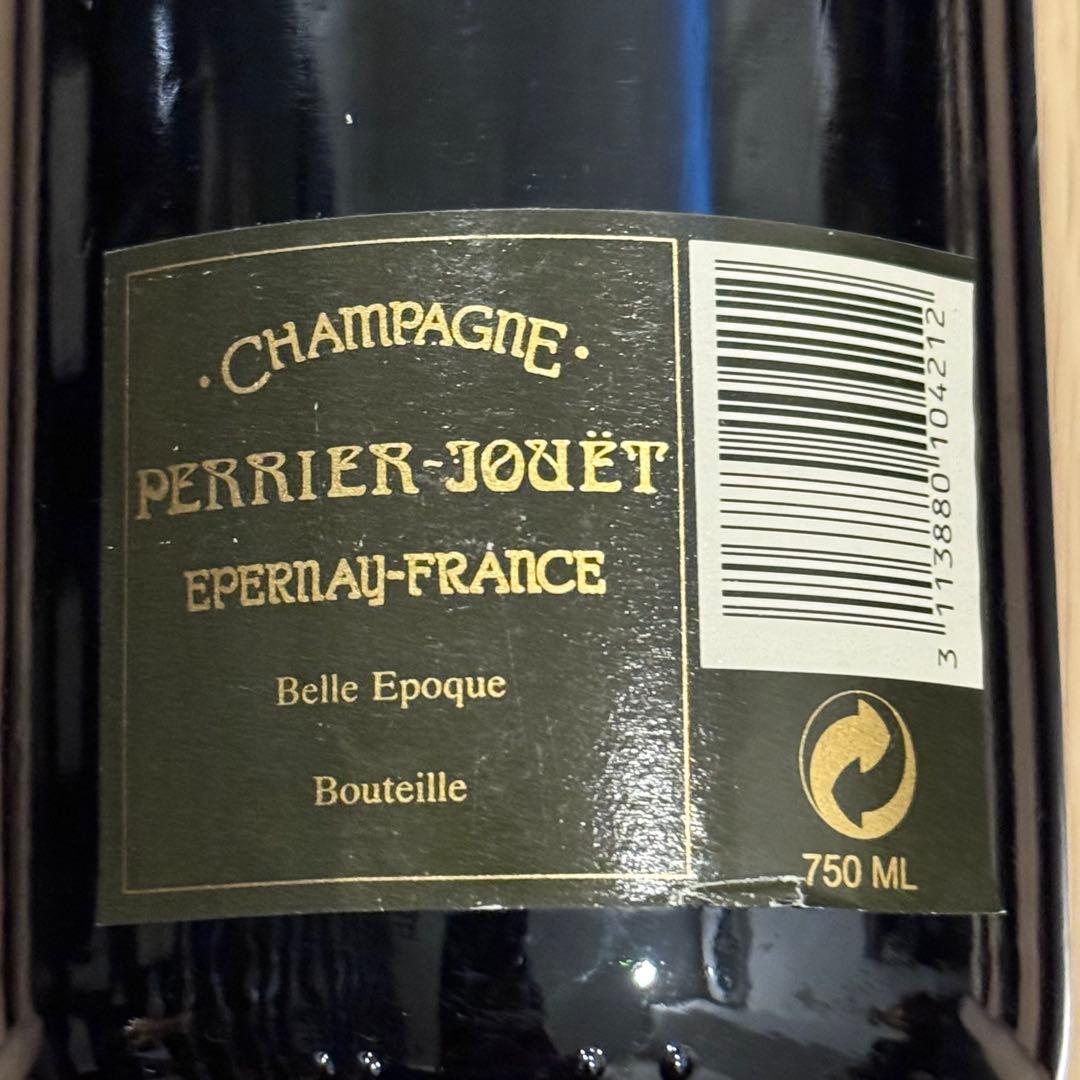 · CHAMPAGNE ·
PERRIER-JOUËT
EPERNAY-FRANCE
Belle Epoque
Bouteille
3 113880 104212
750 ML